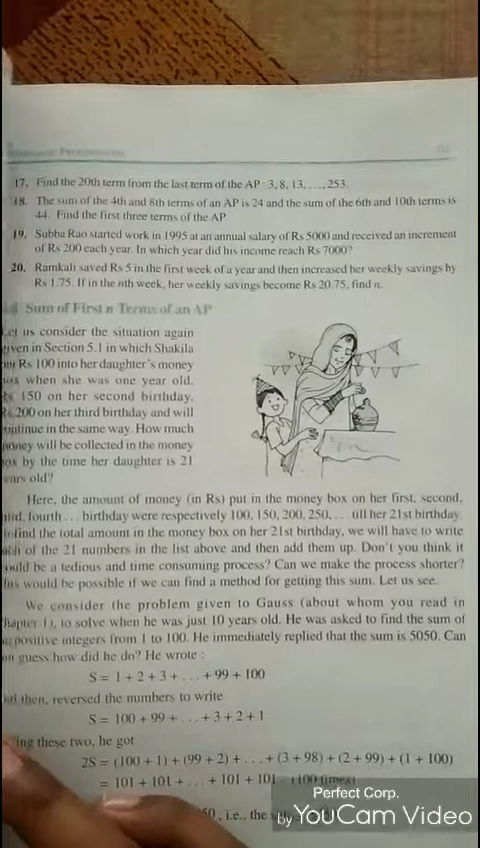 17. Find the 20th term from the last term of the AP : 3, 8, 13, . . ., 253.
18. The sum of the 4th and 8th terms of an AP is 24 and the sum of the 6th and 10th terms is
44. Find the first three terms of the AP.
19. Subba Rao started work in 1995 at an annual salary of Rs 5000 and received an increment
of Rs 200 each year. In which year did his income reach Rs 7000?
20. Ramkali saved Rs 5 in the first week of a year and then increased her weekly savings by
Rs 1.75. If in the nth week, her weekly savings become Rs 20.75, find n.
Sum of First n Terms of an AP
Let us consider the situation again
given in Section 5.1 in which Shakila
Rs 100 into her daughter's money
box when she was one year old,
Rs 150 on her second birthday,
Rs 200 on her third birthday and will
continue in the same way. How much
money will be collected in the money
box by the time her daughter is 21
years old?
Here, the amount of money (in Rs) put in the money box on her first, second,
third, fourth . . . birthday were respectively 100, 150, 200, 250, . . . till her 21st birthday.
find the total amount in the money box on her 21st birthday, we will have to write
each of the 21 numbers in the list above and then add them up. Don't you think it
would be a tedious and time consuming process? Can we make the process shorter?
This would be possible if we can find a method for getting this sum. Let us see.
We consider the problem given to Gauss (about whom you read in
Chapter 1), to solve when he was just 10 years old. He was asked to find the sum of
positive integers from 1 to 100. He immediately replied that the sum is 5050. Can
guess how did he do? He wrote :
S = 1 + 2 + 3 + . . . + 99 + 100
then, reversed the numbers to write
S = 100 + 99 + . . . + 3 + 2 + 1
ing these two, he got
2S = (100 + 1) + (99 + 2) + . . . + (3 + 98) + (2 + 99) + (1 + 100)
= 101 + 101 + . . . + 101 + 101 (100 times)
50, i.e., the
Perfect Corp.
by YouCam Video